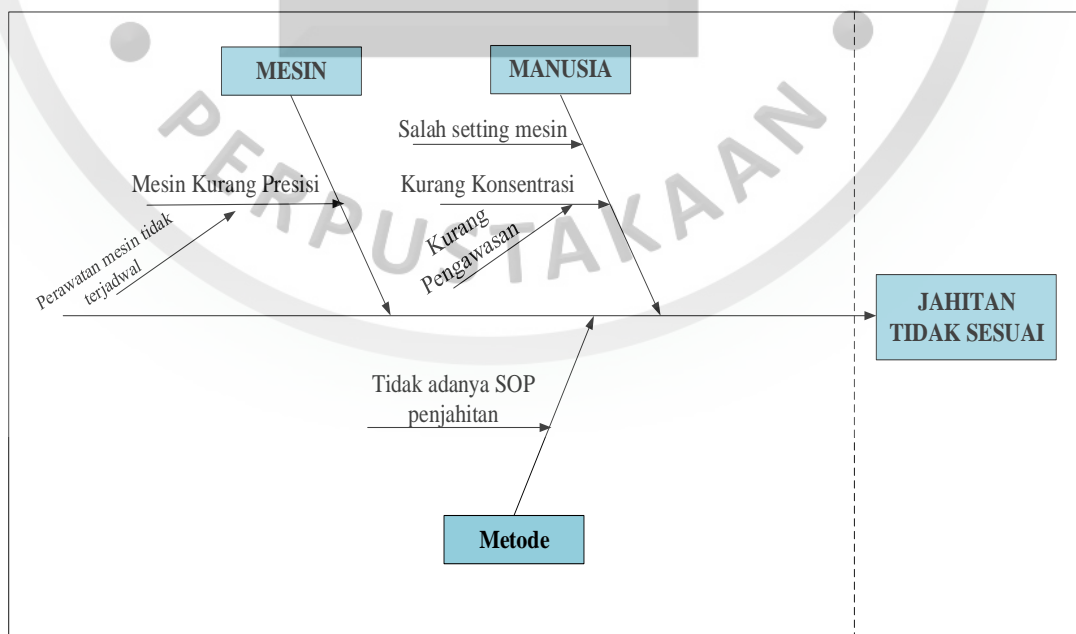 MESIN
MANUSIA
Salah setting mesin
Mesin Kurang Presisi
Kurang Konsentrasi
Perawatan mesin tidak
terjadwal
Kurang
Pengawasan
PERPUSTAKAAN
JAHITAN
TIDAK SESUAI
Tidak adanya SOP
penjahitan
Metode